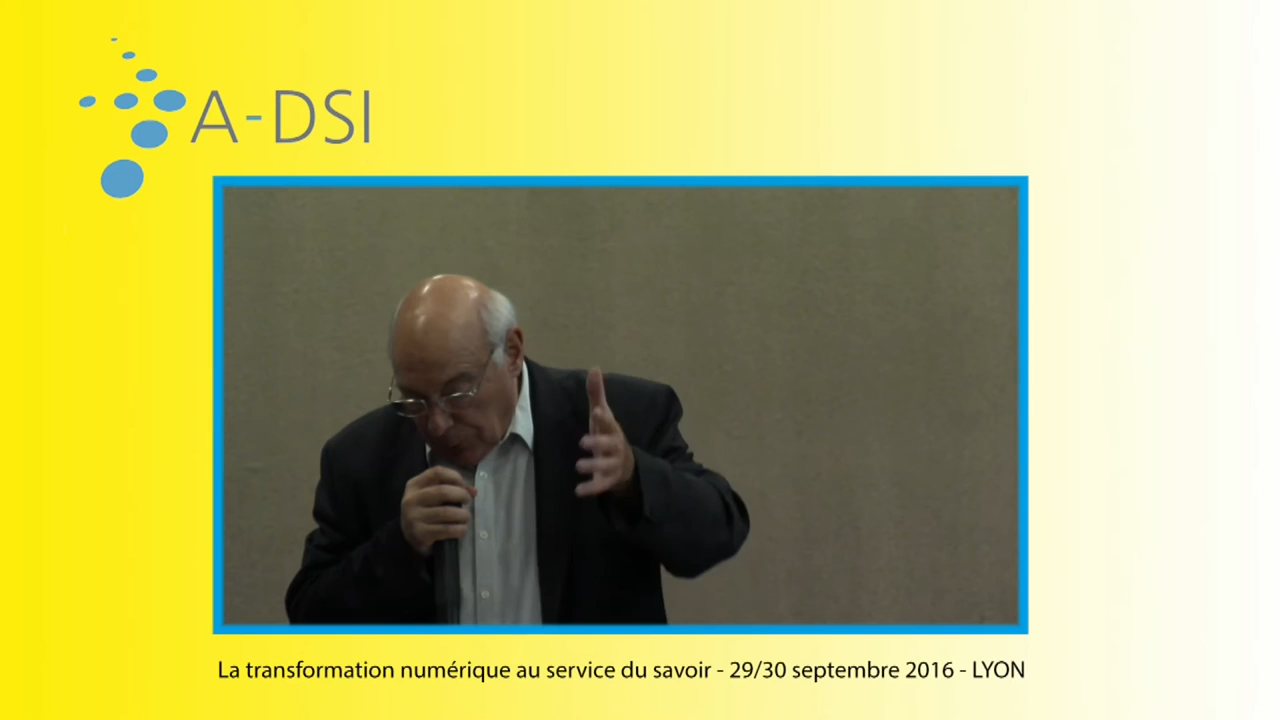 A-DSI
La transformation numérique au service du savoir - 29/30 septembre 2016 - LYON